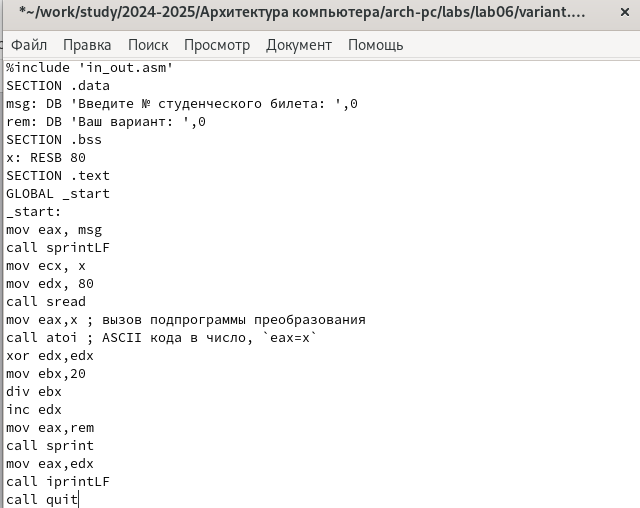 *~/work/study/2024-2025/Архитектура компьютера/arch-pc/labs/lab06/variant....
Файл Правка Поиск Просмотр Документ Помощь
%include 'in_out.asm'
SECTION .data
msg: DB 'Введите № студенческого билета: ',0
rem: DB 'Ваш вариант: ',0
SECTION .bss
x: RESB 80
SECTION .text
GLOBAL _start
_start:
mov eax, msg
call sprintLF
mov ecx, x
mov edx, 80
call sread
mov eax,x ; вызов подпрограммы преобразования
call atoi ; ASCII кода в число, `eax=x`
xor edx,edx
mov ebx,20
div ebx
inc edx
mov eax,rem
call sprint
mov eax,edx
call iprintLF
call quit